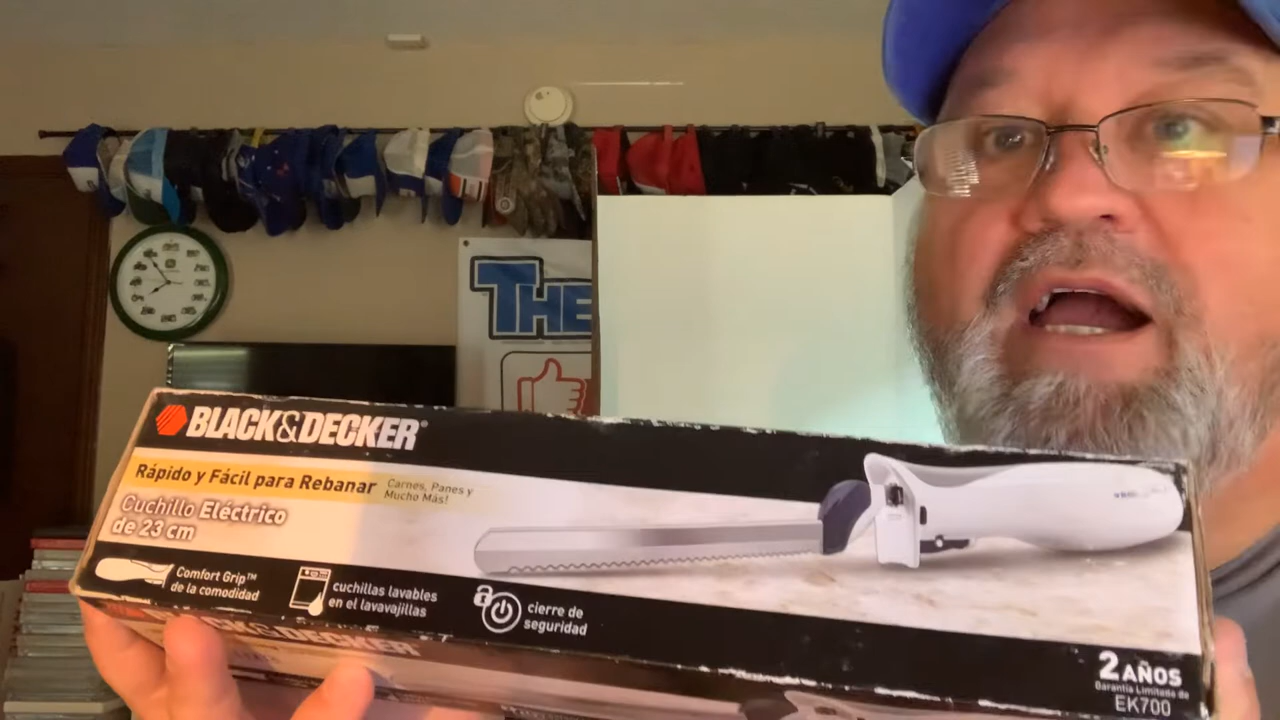 THE
BLACK&DECKER®
Rápido y Fácil para Rebanar
Carnes, Panes y
Mucho Más!
Cuchillo Eléctrico
de 23 cm
Comfort Grip™
de la comodidad
cuchillas lavables
en el lavavajillas
cierre de
seguridad
2 AÑOS
Garantía Limitada de
EK700
BLACK&DECKER